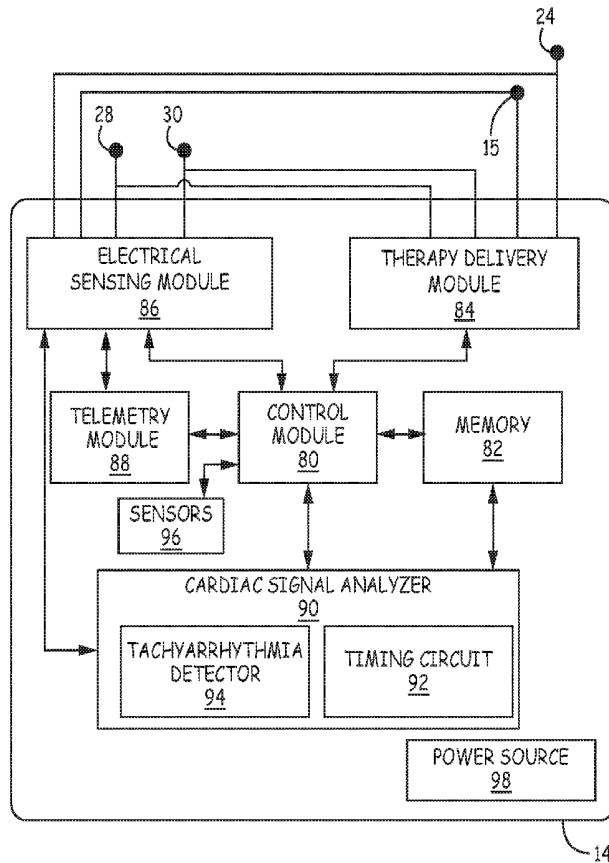 24
28
30
15
ELECTRICAL
SENSING MODULE
86
THERAPY DELIVERY
MODULE
84
TELEMETRY
MODULE
88
CONTROL
MODULE
80
MEMORY
82
SENSORS
96
CARDIAC SIGNAL ANALYZER
90
TACHYARRHYTHMIA
DETECTOR
94
TIMING CIRCUIT
92
POWER SOURCE
98
14